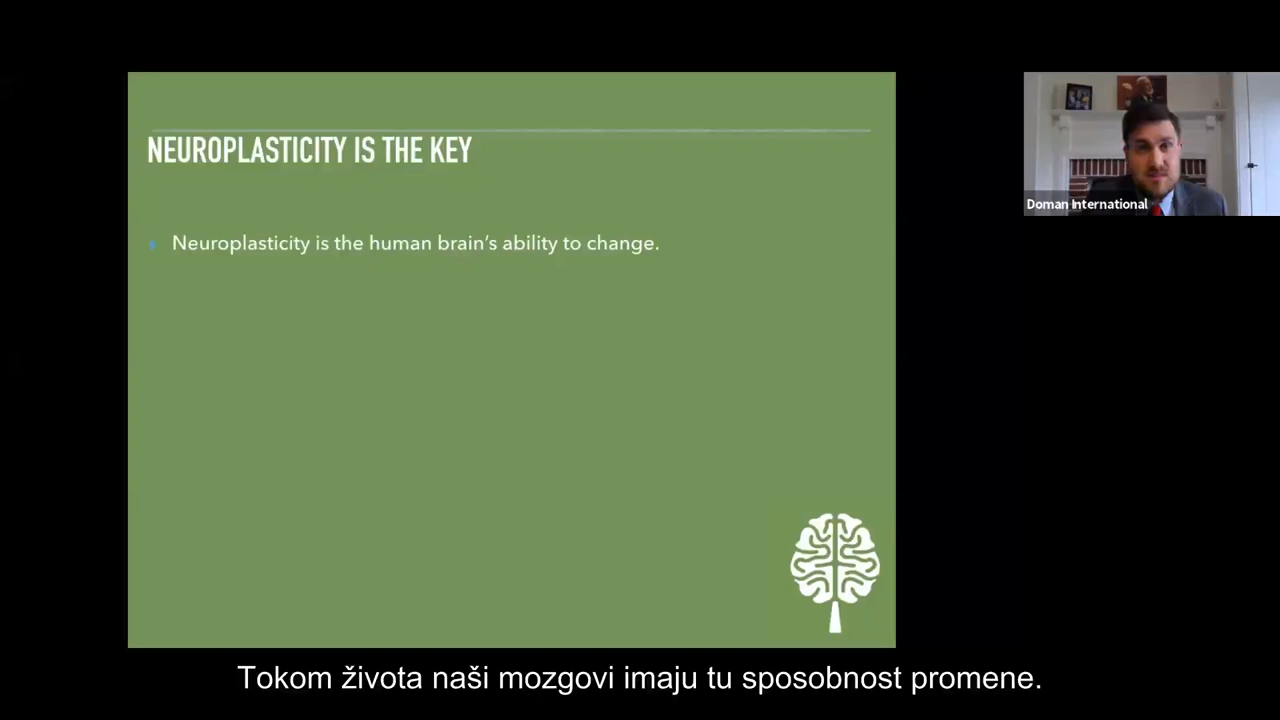 NEUROPLASTICITY IS THE KEY
Neuroplasticity is the human brain’s ability to change.
Doman International
Tokom života naši mozgovi imaju tu sposobnost promene.